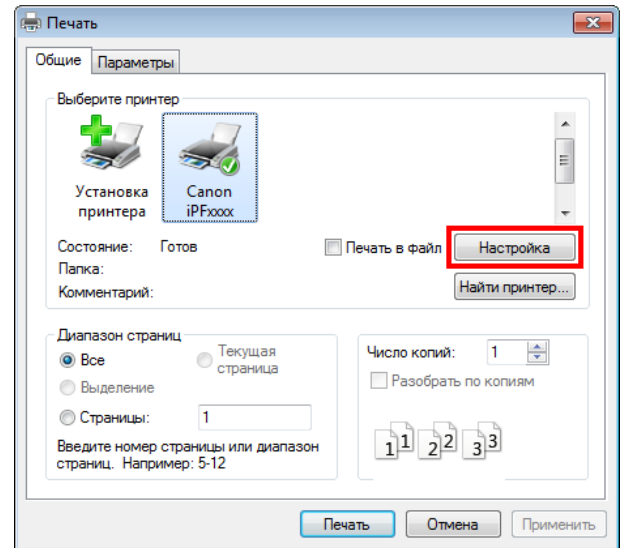 Печать
Общие
Параметры
Выберите принтер
Установка
принтера
Canon
iPFxxxx
Состояние: Готов
Печать в файл
Настройка
Папка:
Комментарий:
Найти принтер...
Диапазон страниц
Все
Текущая
страница
Выделение
Страницы: 1
Введите номер страницы или диапазон
страниц. Например: 5-12
Число копий: 1
Разобрать по копиям
1 1 2 2 3 3
Печать
Отмена
Применить